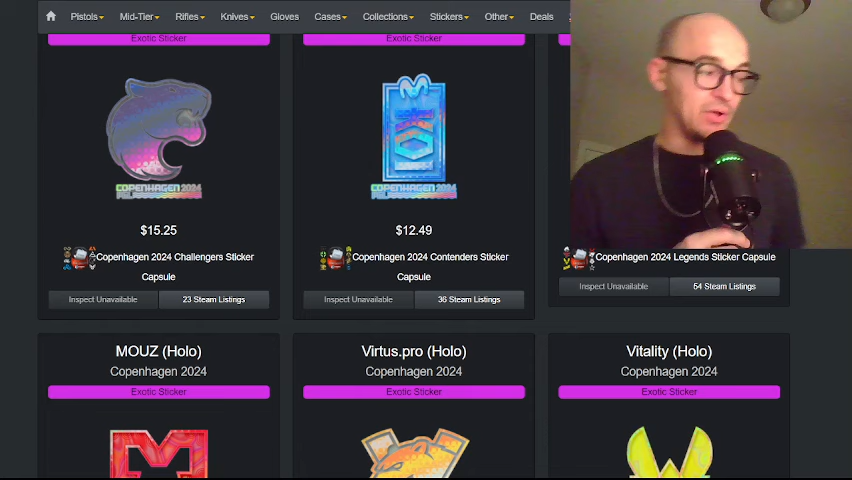 Pistols Mid-Tier Rifles Knives Gloves Cases Collections Stickers Other Deals
Exotic Sticker Exotic Sticker
COPENHAGEN 2024 COPENHAGEN 2024
$15.25 $12.49
Copenhagen 2024 Challengers Sticker Capsule
Copenhagen 2024 Contenders Sticker Capsule
Copenhagen 2024 Legends Sticker Capsule
Inspect Unavailable 23 Steam Listings
Inspect Unavailable 36 Steam Listings
Inspect Unavailable 54 Steam Listings
MOUZ (Holo) Virtus.pro (Holo) Vitality (Holo)
Copenhagen 2024 Copenhagen 2024 Copenhagen 2024
Exotic Sticker Exotic Sticker Exotic Sticker